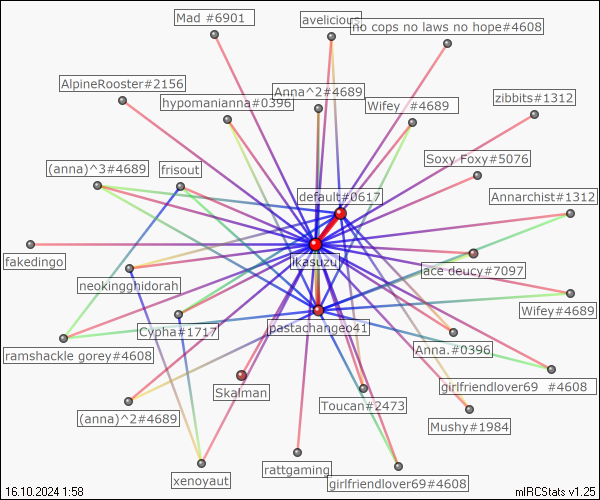 Mad #6901
avelicious
no cops no laws no hope#4608
AlpineRooster#2156
hypomanianna#0396
Anna^2#4689
Wifey  #4689
zibbits#1312
(anna)^3#4689
frisout
Soxy Foxy#5076
default#0617
Annarchist#1312
fakedingo
ikasuzu
ace deucy#7097
neokingghidorah
Wifey#4689
Cypha#1717
pastachangeo41
ramshackle gorey#4608
Anna.#0396
girlfriendlover69  #4608
Skalman
Toucan#2473
(anna)^2#4689
Mushy#1984
xenoyaut
rattgaming
girlfriendlover69#4608
16.10.2024 1:58
mIRCStats v1.25